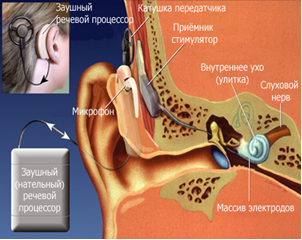 Заушный
речевой процессор
Катушка передатчика
Приёмник
стимулятор
Внутреннее ухо
(улитка)
Слуховой
нерв
Микрофон
Заушный
(нательный)
речевой
процессор
Массив электродов